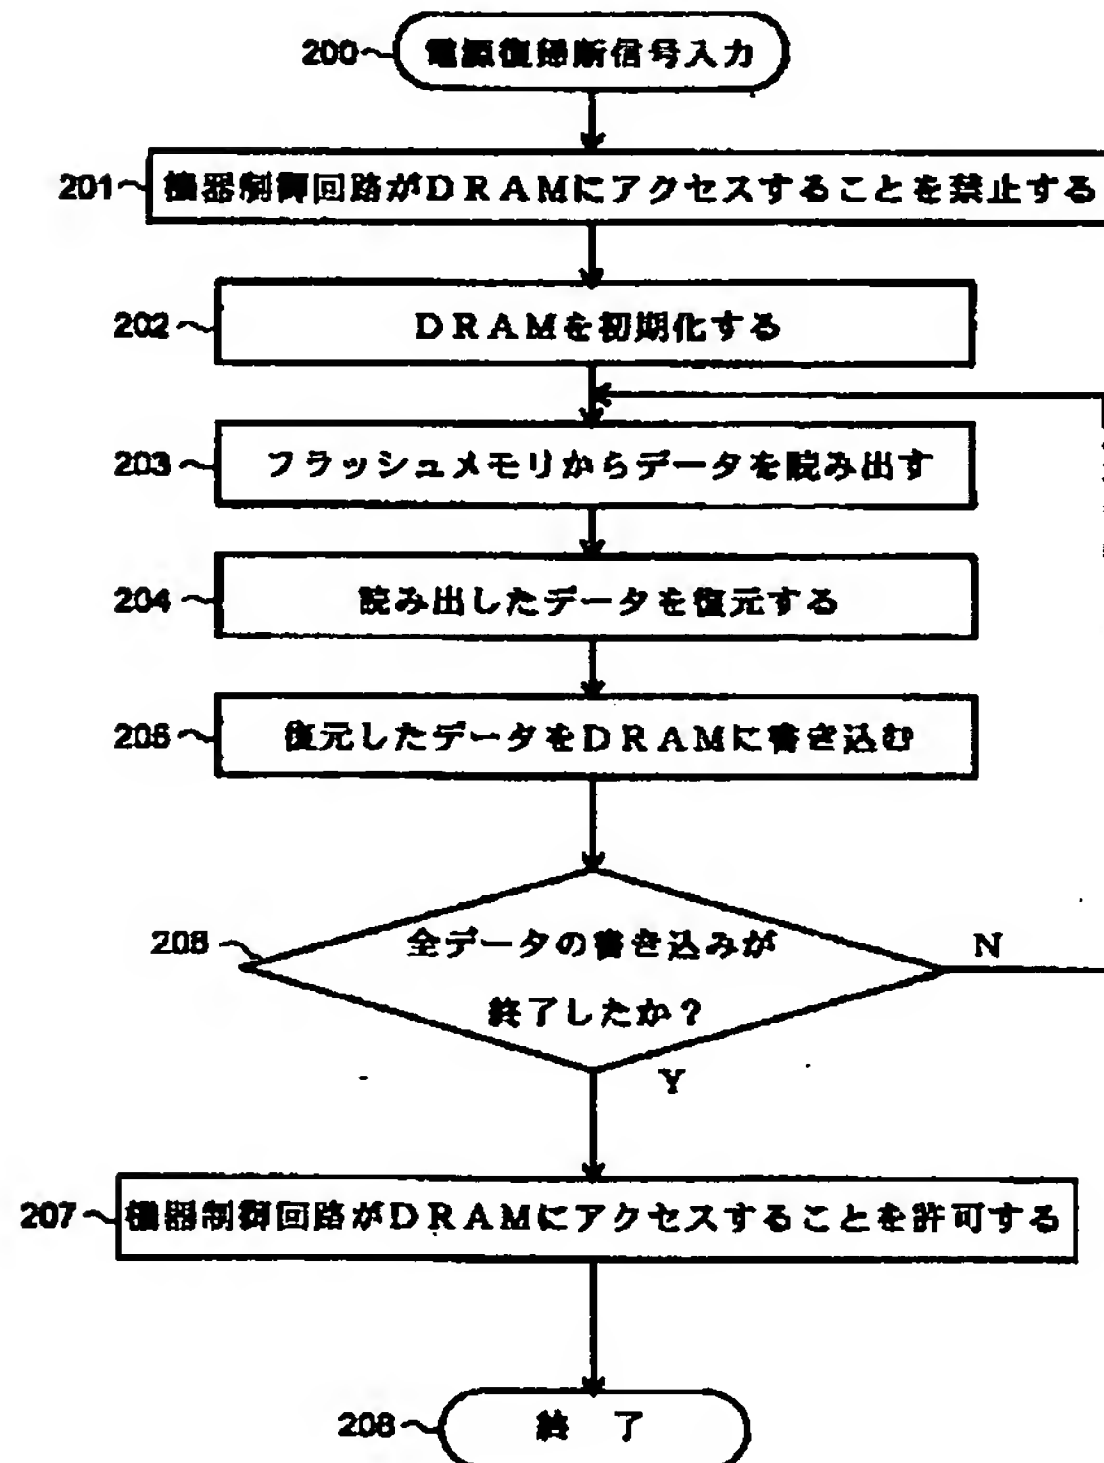 200 電源復帰断信号入力
201 機器制御回路がDRAMにアクセスすることを禁止する
202 DRAMを初期化する
203 フラッシュメモリからデータを読み出す
204 読み出したデータを復元する
205 復元したデータをDRAMに書き込む
206 全データの書き込みが
終了したか?
N
Y
207 機器制御回路がDRAMにアクセスすることを許可する
208 終 了